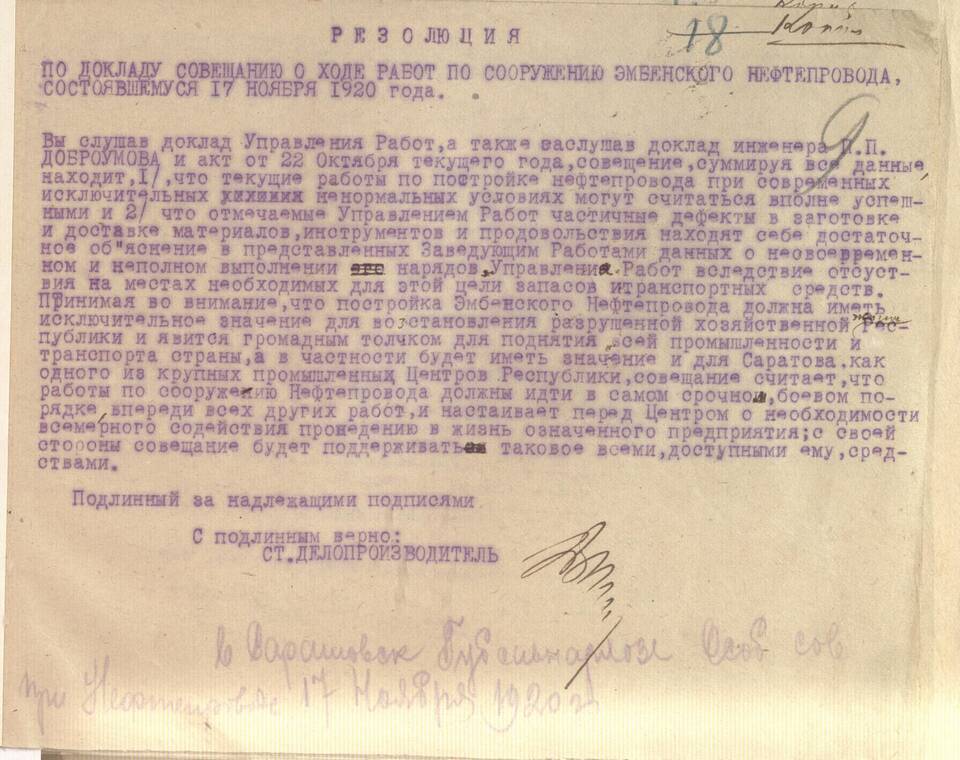 Копия
18
9
РЕЗОЛЮЦИЯ
ПО ДОКЛАДУ СОВЕЩАНИЮ О ХОДЕ РАБОТ ПО СООРУЖЕНИЮ ЭМБЕНСКОГО НЕФТЕПРОВОДА,
СОСТОЯВШЕМУСЯ 17 НОЯБРЯ 1920 года.
Вы слушав доклад Управления Работ,а также заслушав доклад инженера П.П.
ДОБРОУМОВА и акт от 22 Октября текущего года,совещение,суммируя все данные
находит,I/,что текущие работы по постройке нефтепровода при современных
исключительных ненормальных условиях могут считаться вполне успеш-
ными и 2/ что отмечаемые Управлением Работ частичные дефекты в заготовке
и доставке материалов,инструментов и продовольствия находят себе достаточ-
ное об"яснение в представленных Заведующим Работами данных о несвоевремен-
ном и неполном выполнении его нарядов Управления Работ вследствие отсуст-
вия на местах необходимых для этой цели запасов итранспортных средств.
Принимая во внимание,что постройка Эмбенского Нефтепровода должна иметь
исключительное значение для восстановления разрушенной хозяйственной Рес-
публики и явится громадным толчком для поднятия всей промышленности и
транспорта страны,а в частности будет иметь значение и для Саратова.как
одного из крупных промышленных Центров Республики,совещание считает,что
работы по сооружению Нефтепровода должны идти в самом срочном,боевом по-
рядке,впереди всех других работ,и настаивает перед Центром о необходимости
всемерного содействия проведению в жизнь означенного предприятия;с своей
стороны совещание будет поддерживать таковое всеми,доступными ему,сред-
ствами.
Подлинный за надлежащими подписями
С подлинным верно:
СТ.ДЕЛОПРОИЗВОДИТЕЛЬ
в Саратовск Губсовнархозе Особ сов
при Нефтепроводе 17 Ноября 1920 г